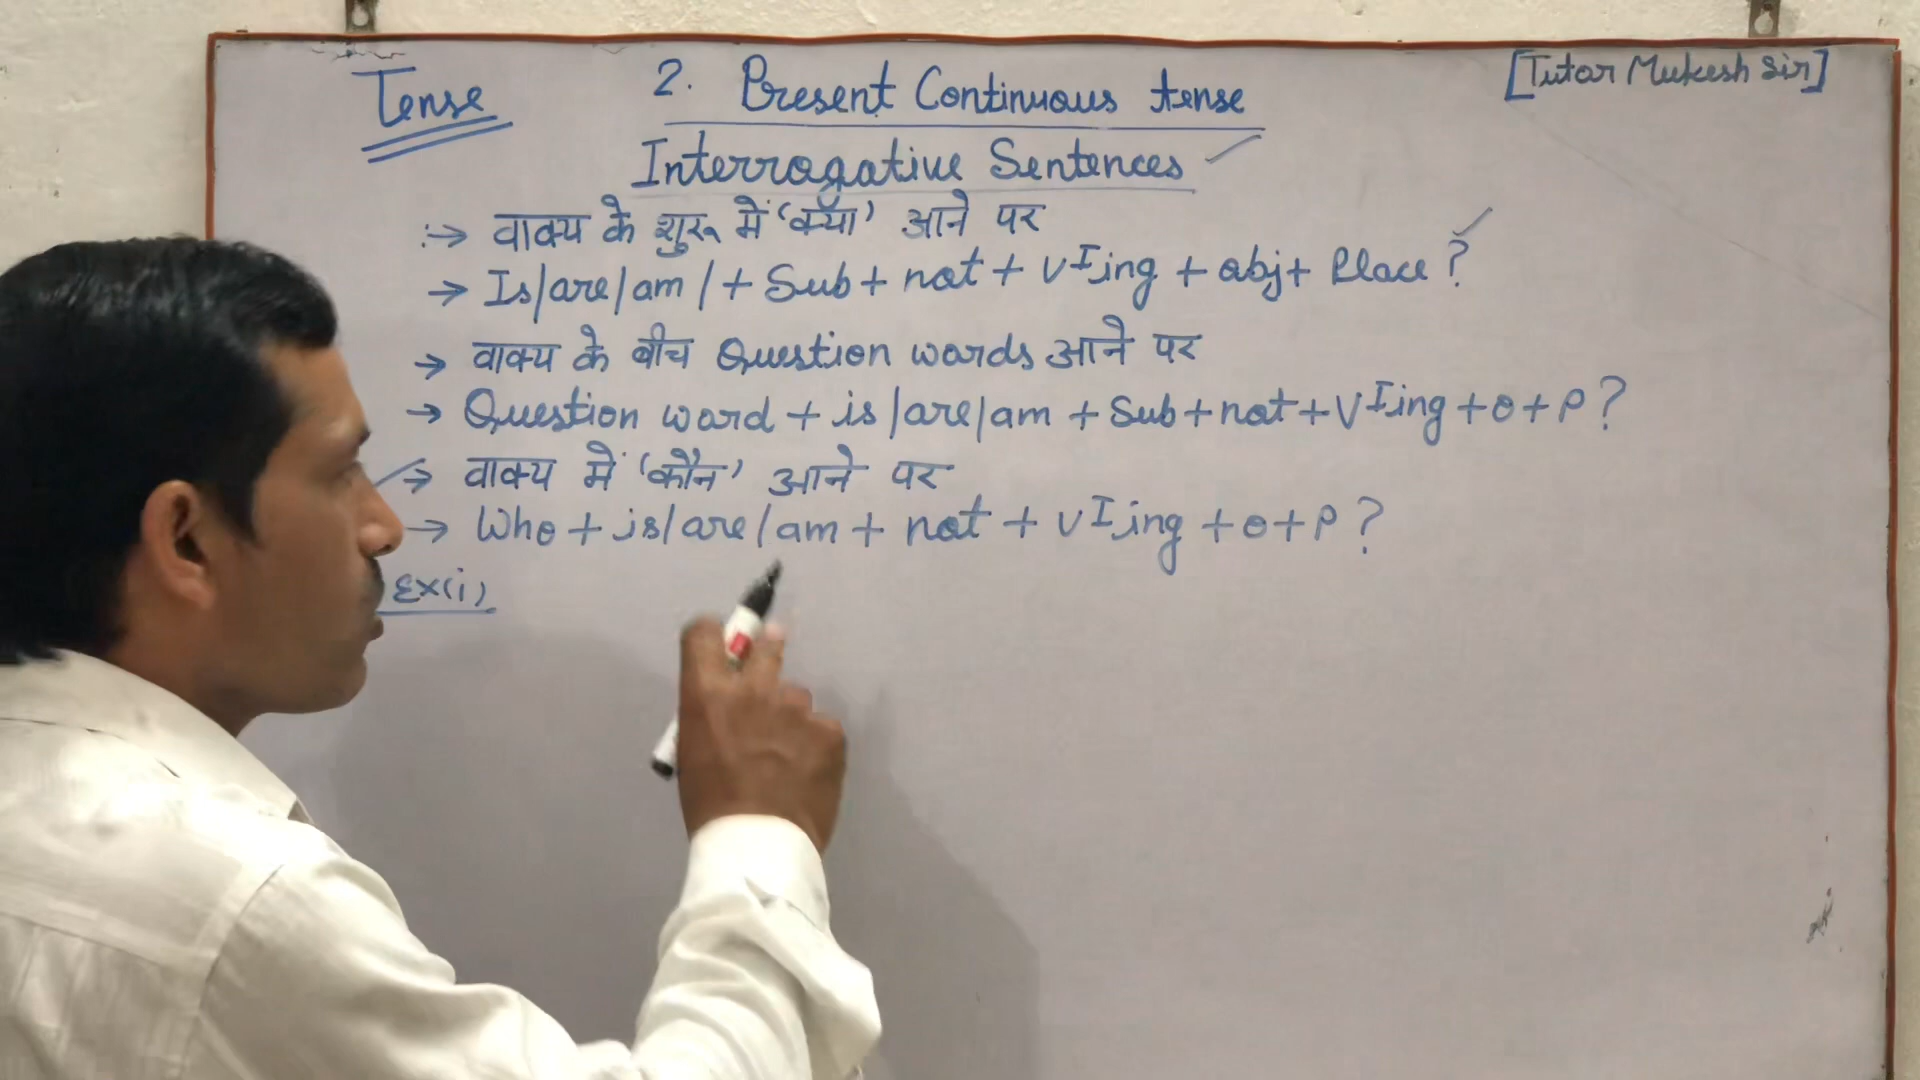 Tense
2. Present Continuous tense
[Tutor Mukesh Sir]
Interrogative Sentences
:→ वाक्य के शुरू में 'क्या' आने पर
→ Is/are/am/+ Sub + not + VIing + obj + Place?
→ वाक्य के बीच Question words आने पर
→ Question word + is/are/am + Sub + not + VIing + o + P?
→ वाक्य में 'कौन' आने पर
→ Who + is/are/am + not + VIing + o + P?
Ex(i)